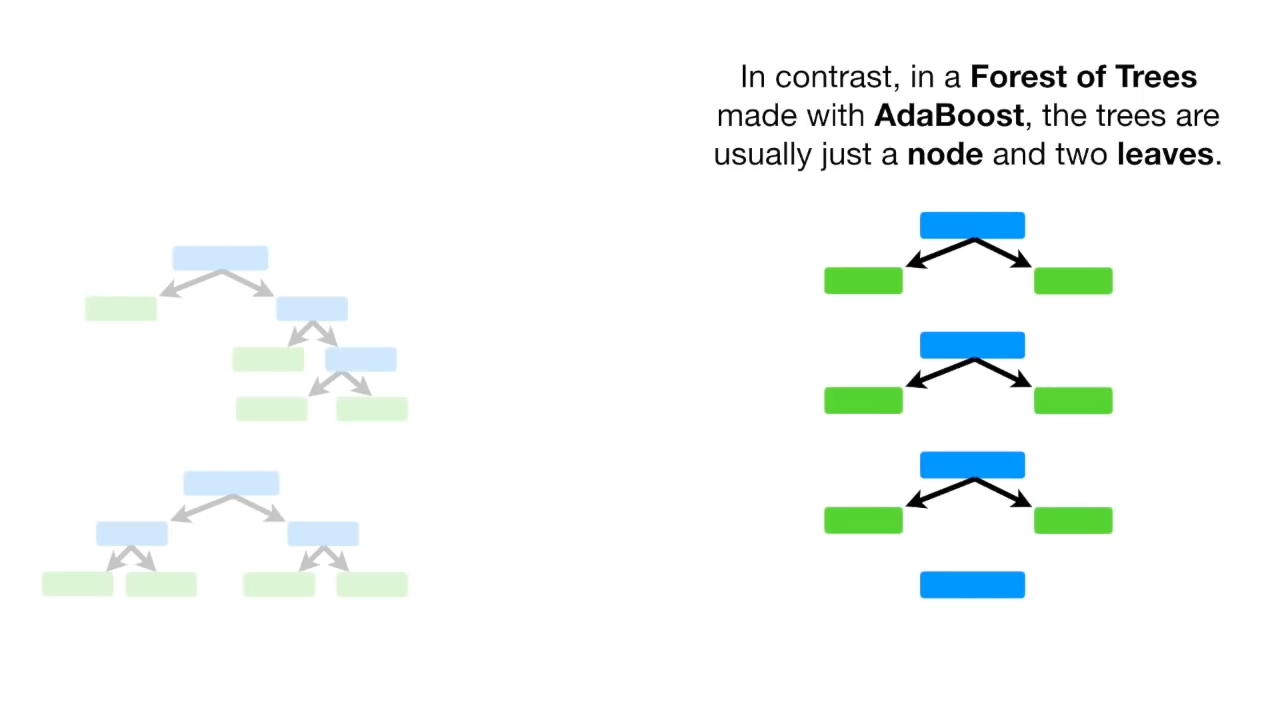 In contrast, in a Forest of Trees
made with AdaBoost, the trees are
usually just a node and two leaves.